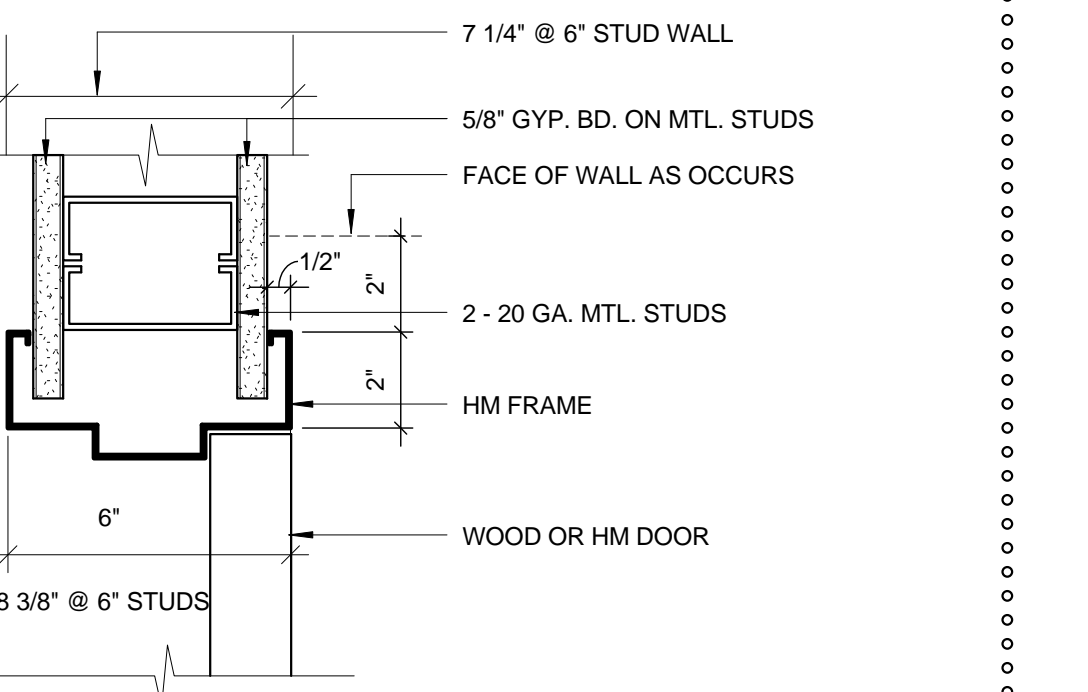 7 1/4" @ 6" STUD WALL
5/8" GYP. BD. ON MTL. STUDS
FACE OF WALL AS OCCURS
1/2"
2"
2 - 20 GA. MTL. STUDS
2"
HM FRAME
6"
WOOD OR HM DOOR
8 3/8" @ 6" STUDS